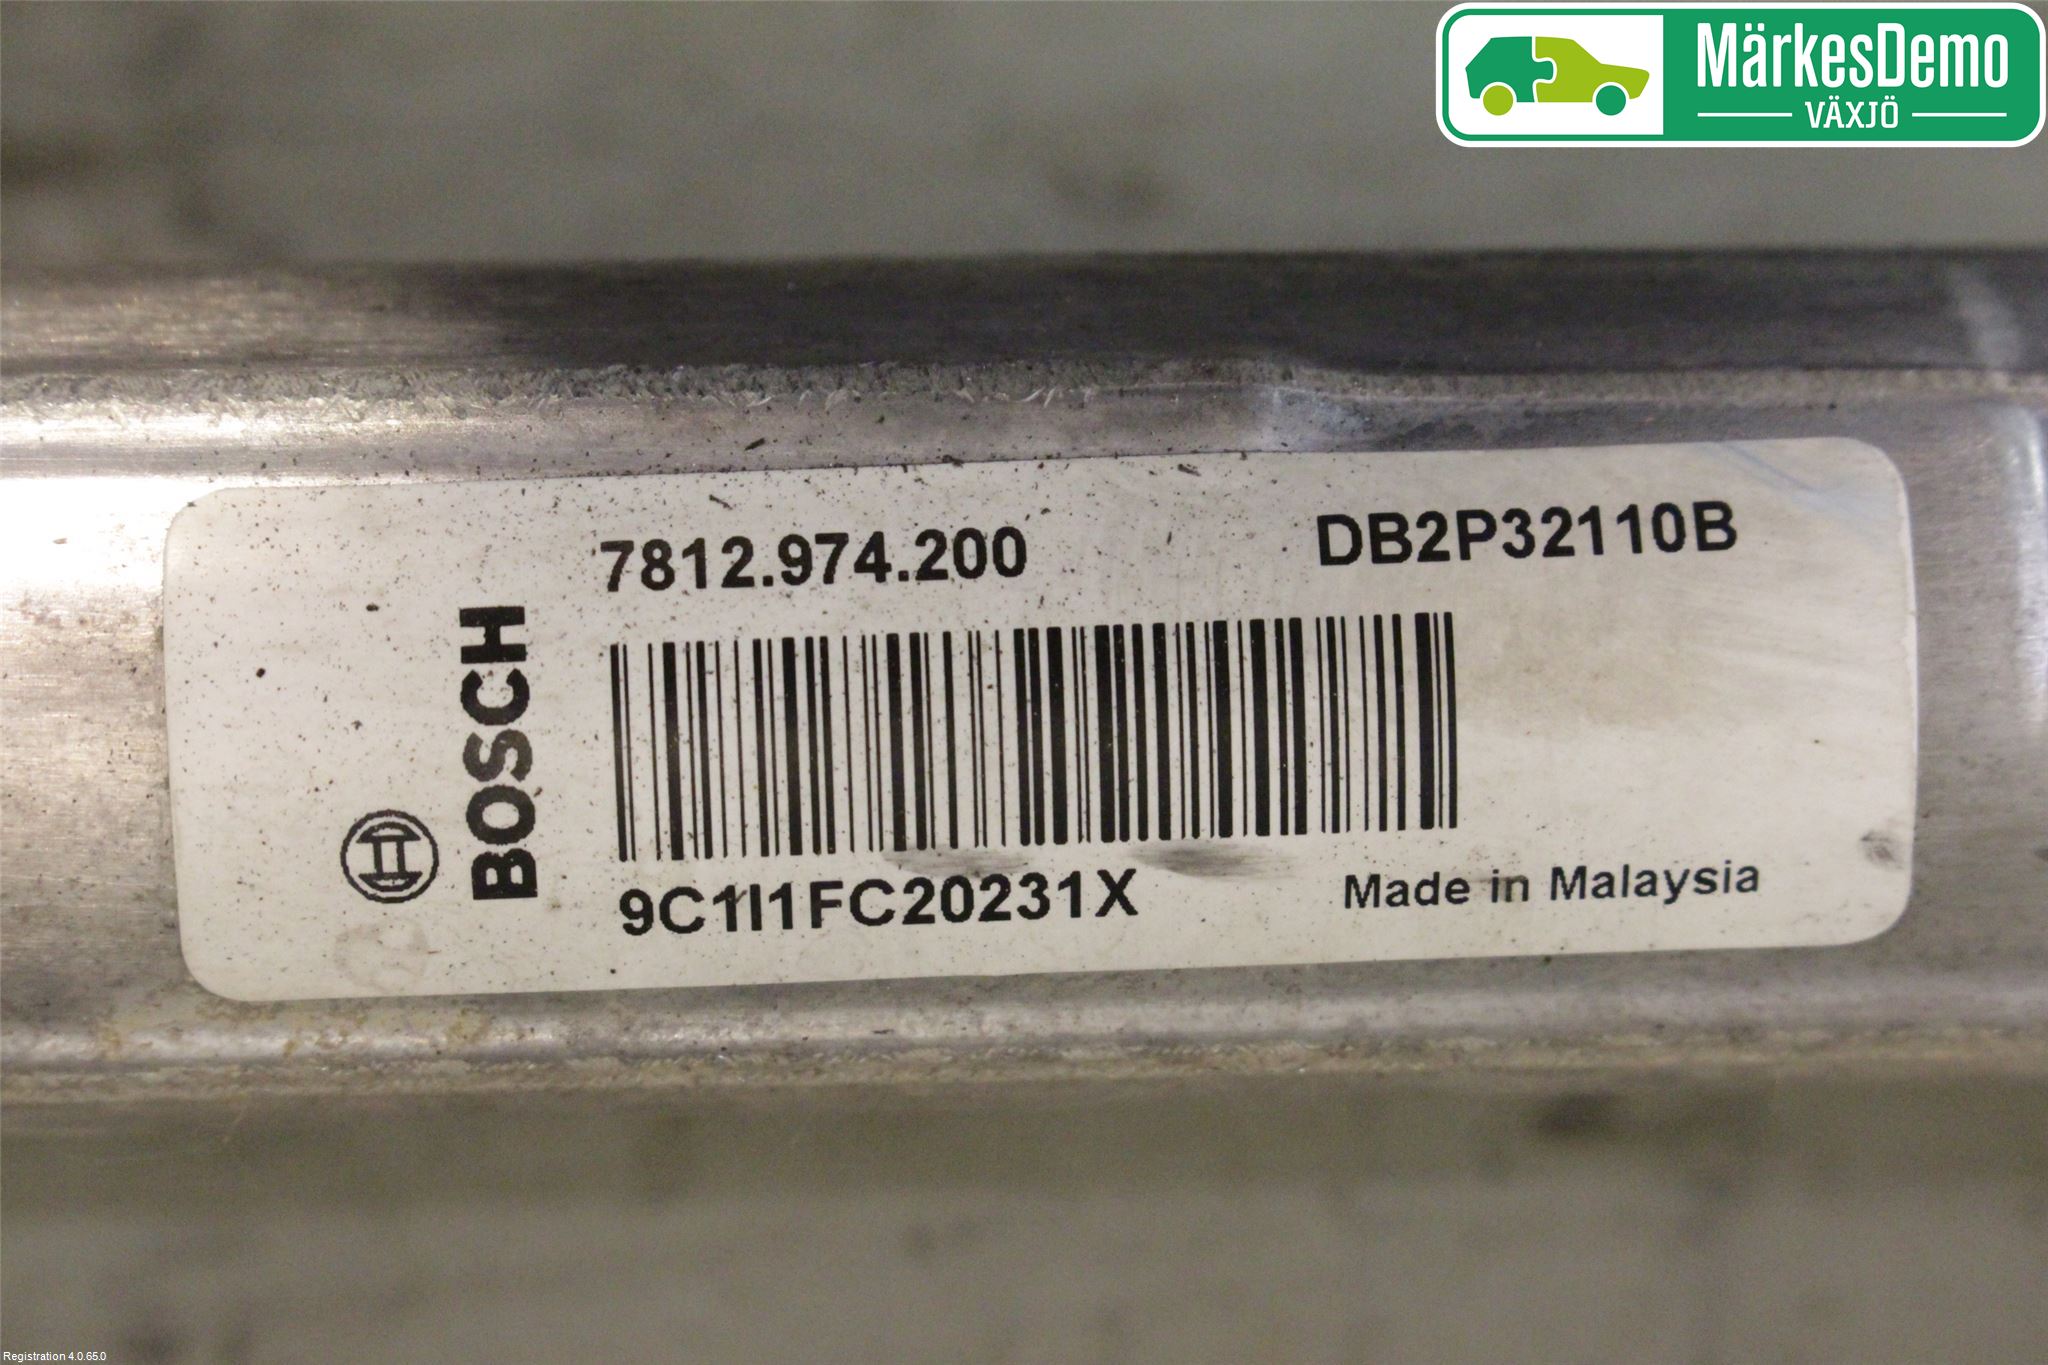 MärkesDemo
VÄXJÖ
7812.974.200
DB2P32110B
BOSCH
9C1I1FC20231X
Made in Malaysia
Registration 4.0.65.0